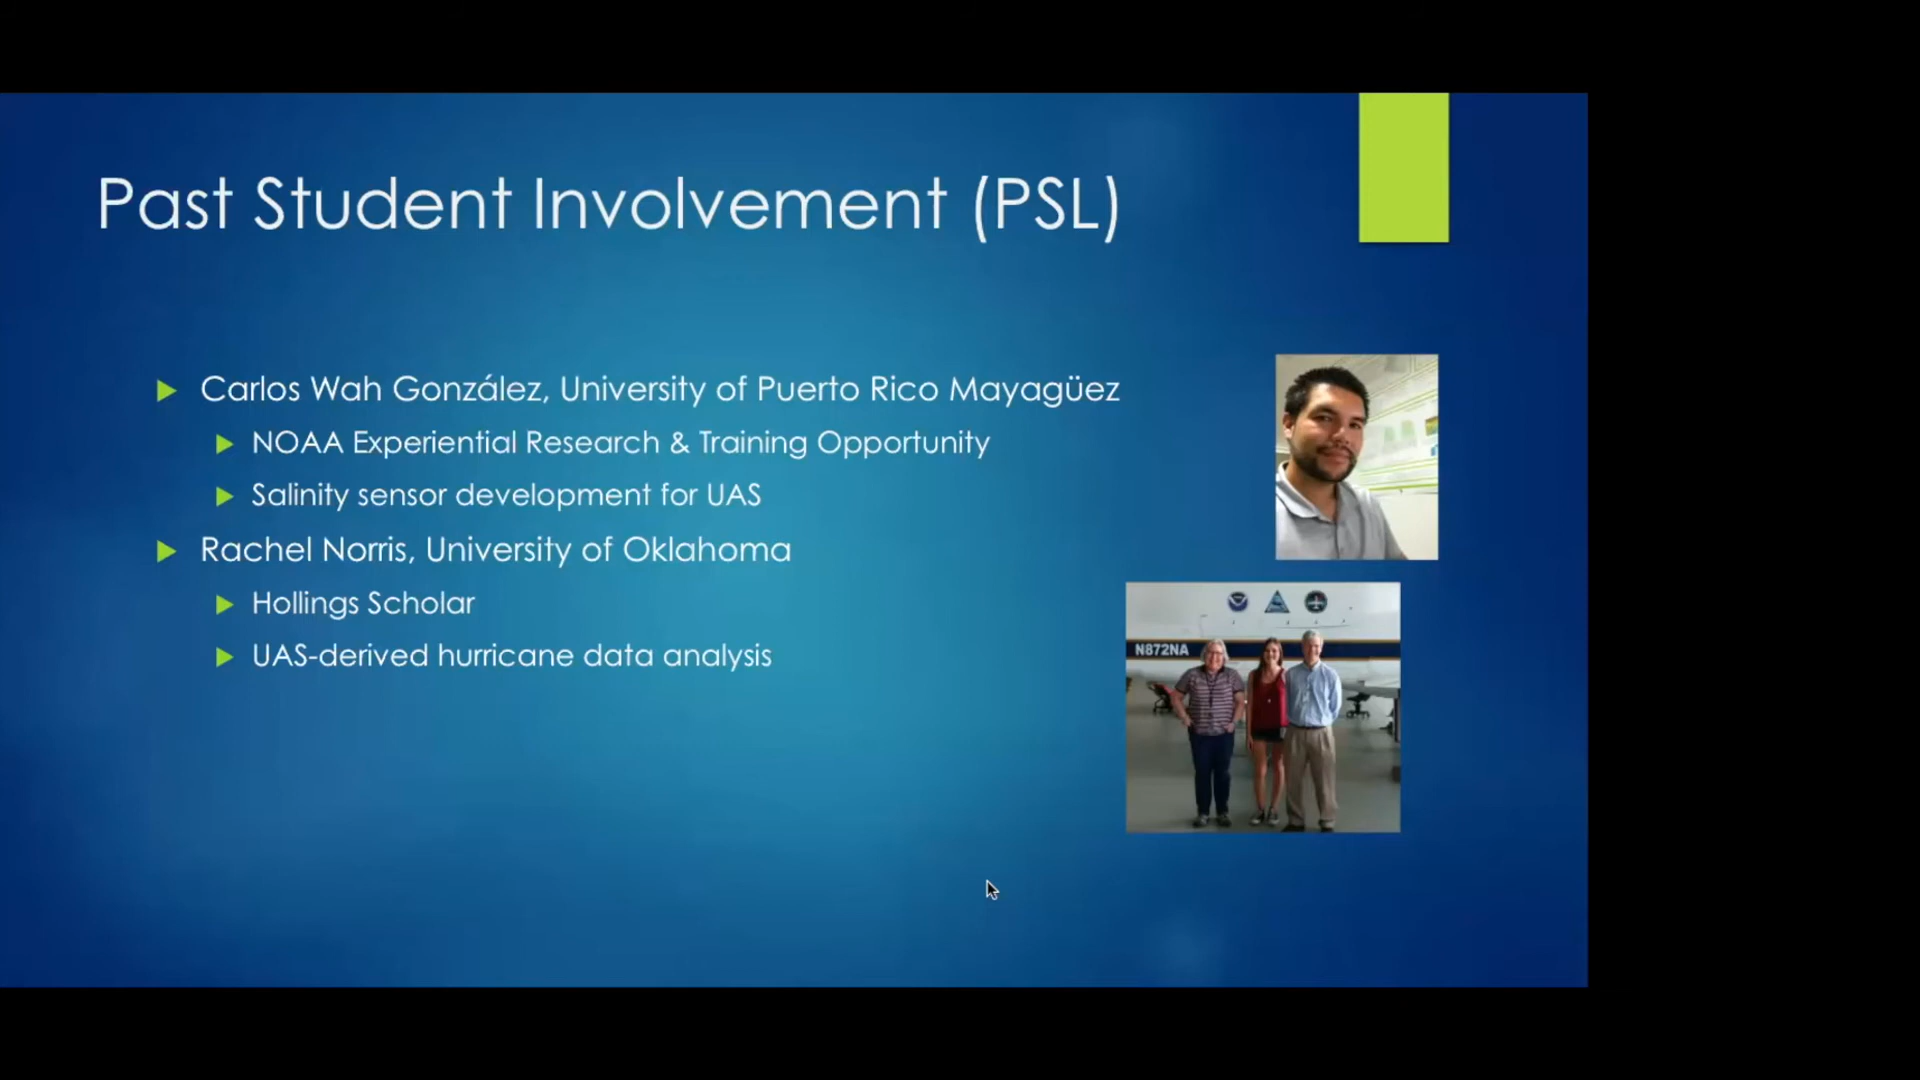 Past Student Involvement (PSL)
Carlos Wah González, University of Puerto Rico Mayagüez
NOAA Experiential Research & Training Opportunity
Salinity sensor development for UAS
Rachel Norris, University of Oklahoma
Hollings Scholar
UAS-derived hurricane data analysis
N872NA